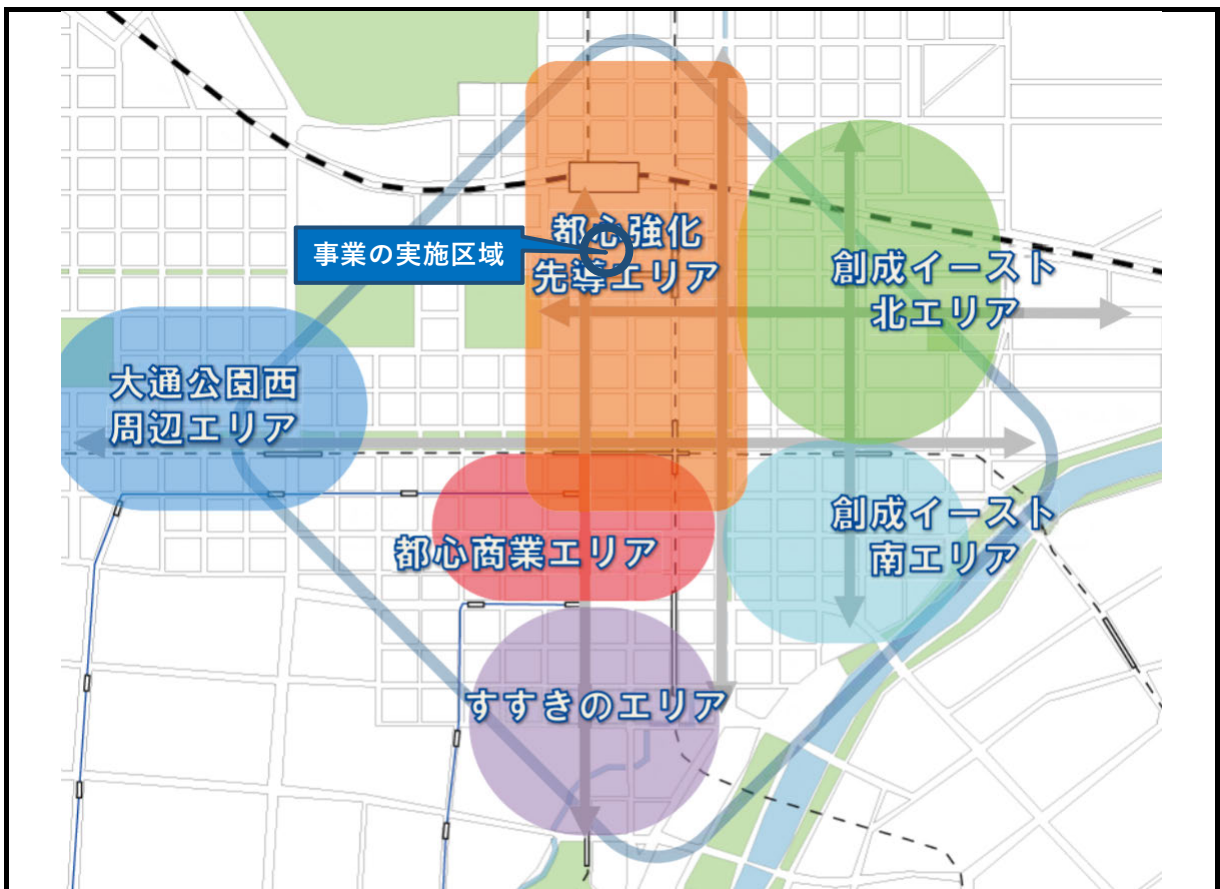 都心強化
先導エリア
事業の実施区域
創成イースト
北エリア
大通公園西
周辺エリア
創成イースト
南エリア
都心商業エリア
すすきのエリア